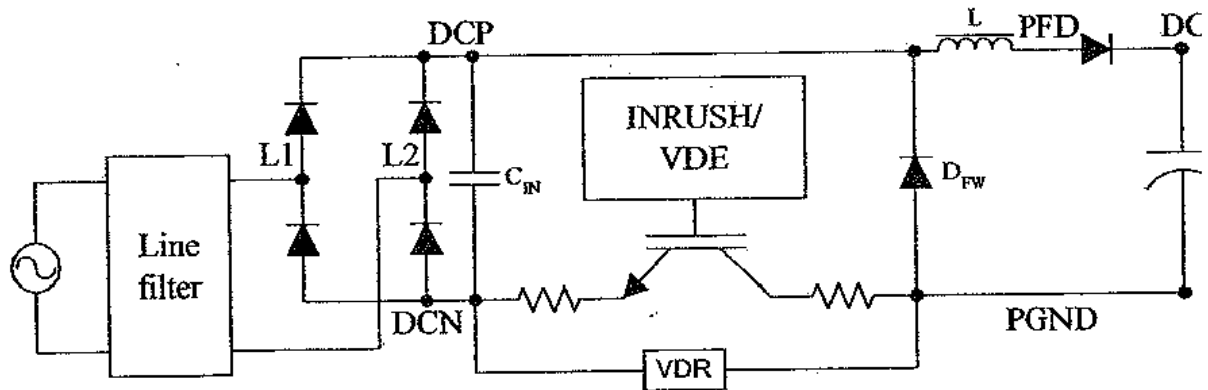 DCP
L
PFD
DC
INRUSH/
VDE
L1
L2
C_IN
D_FW
Line
filter
DCN
PGND
VDR